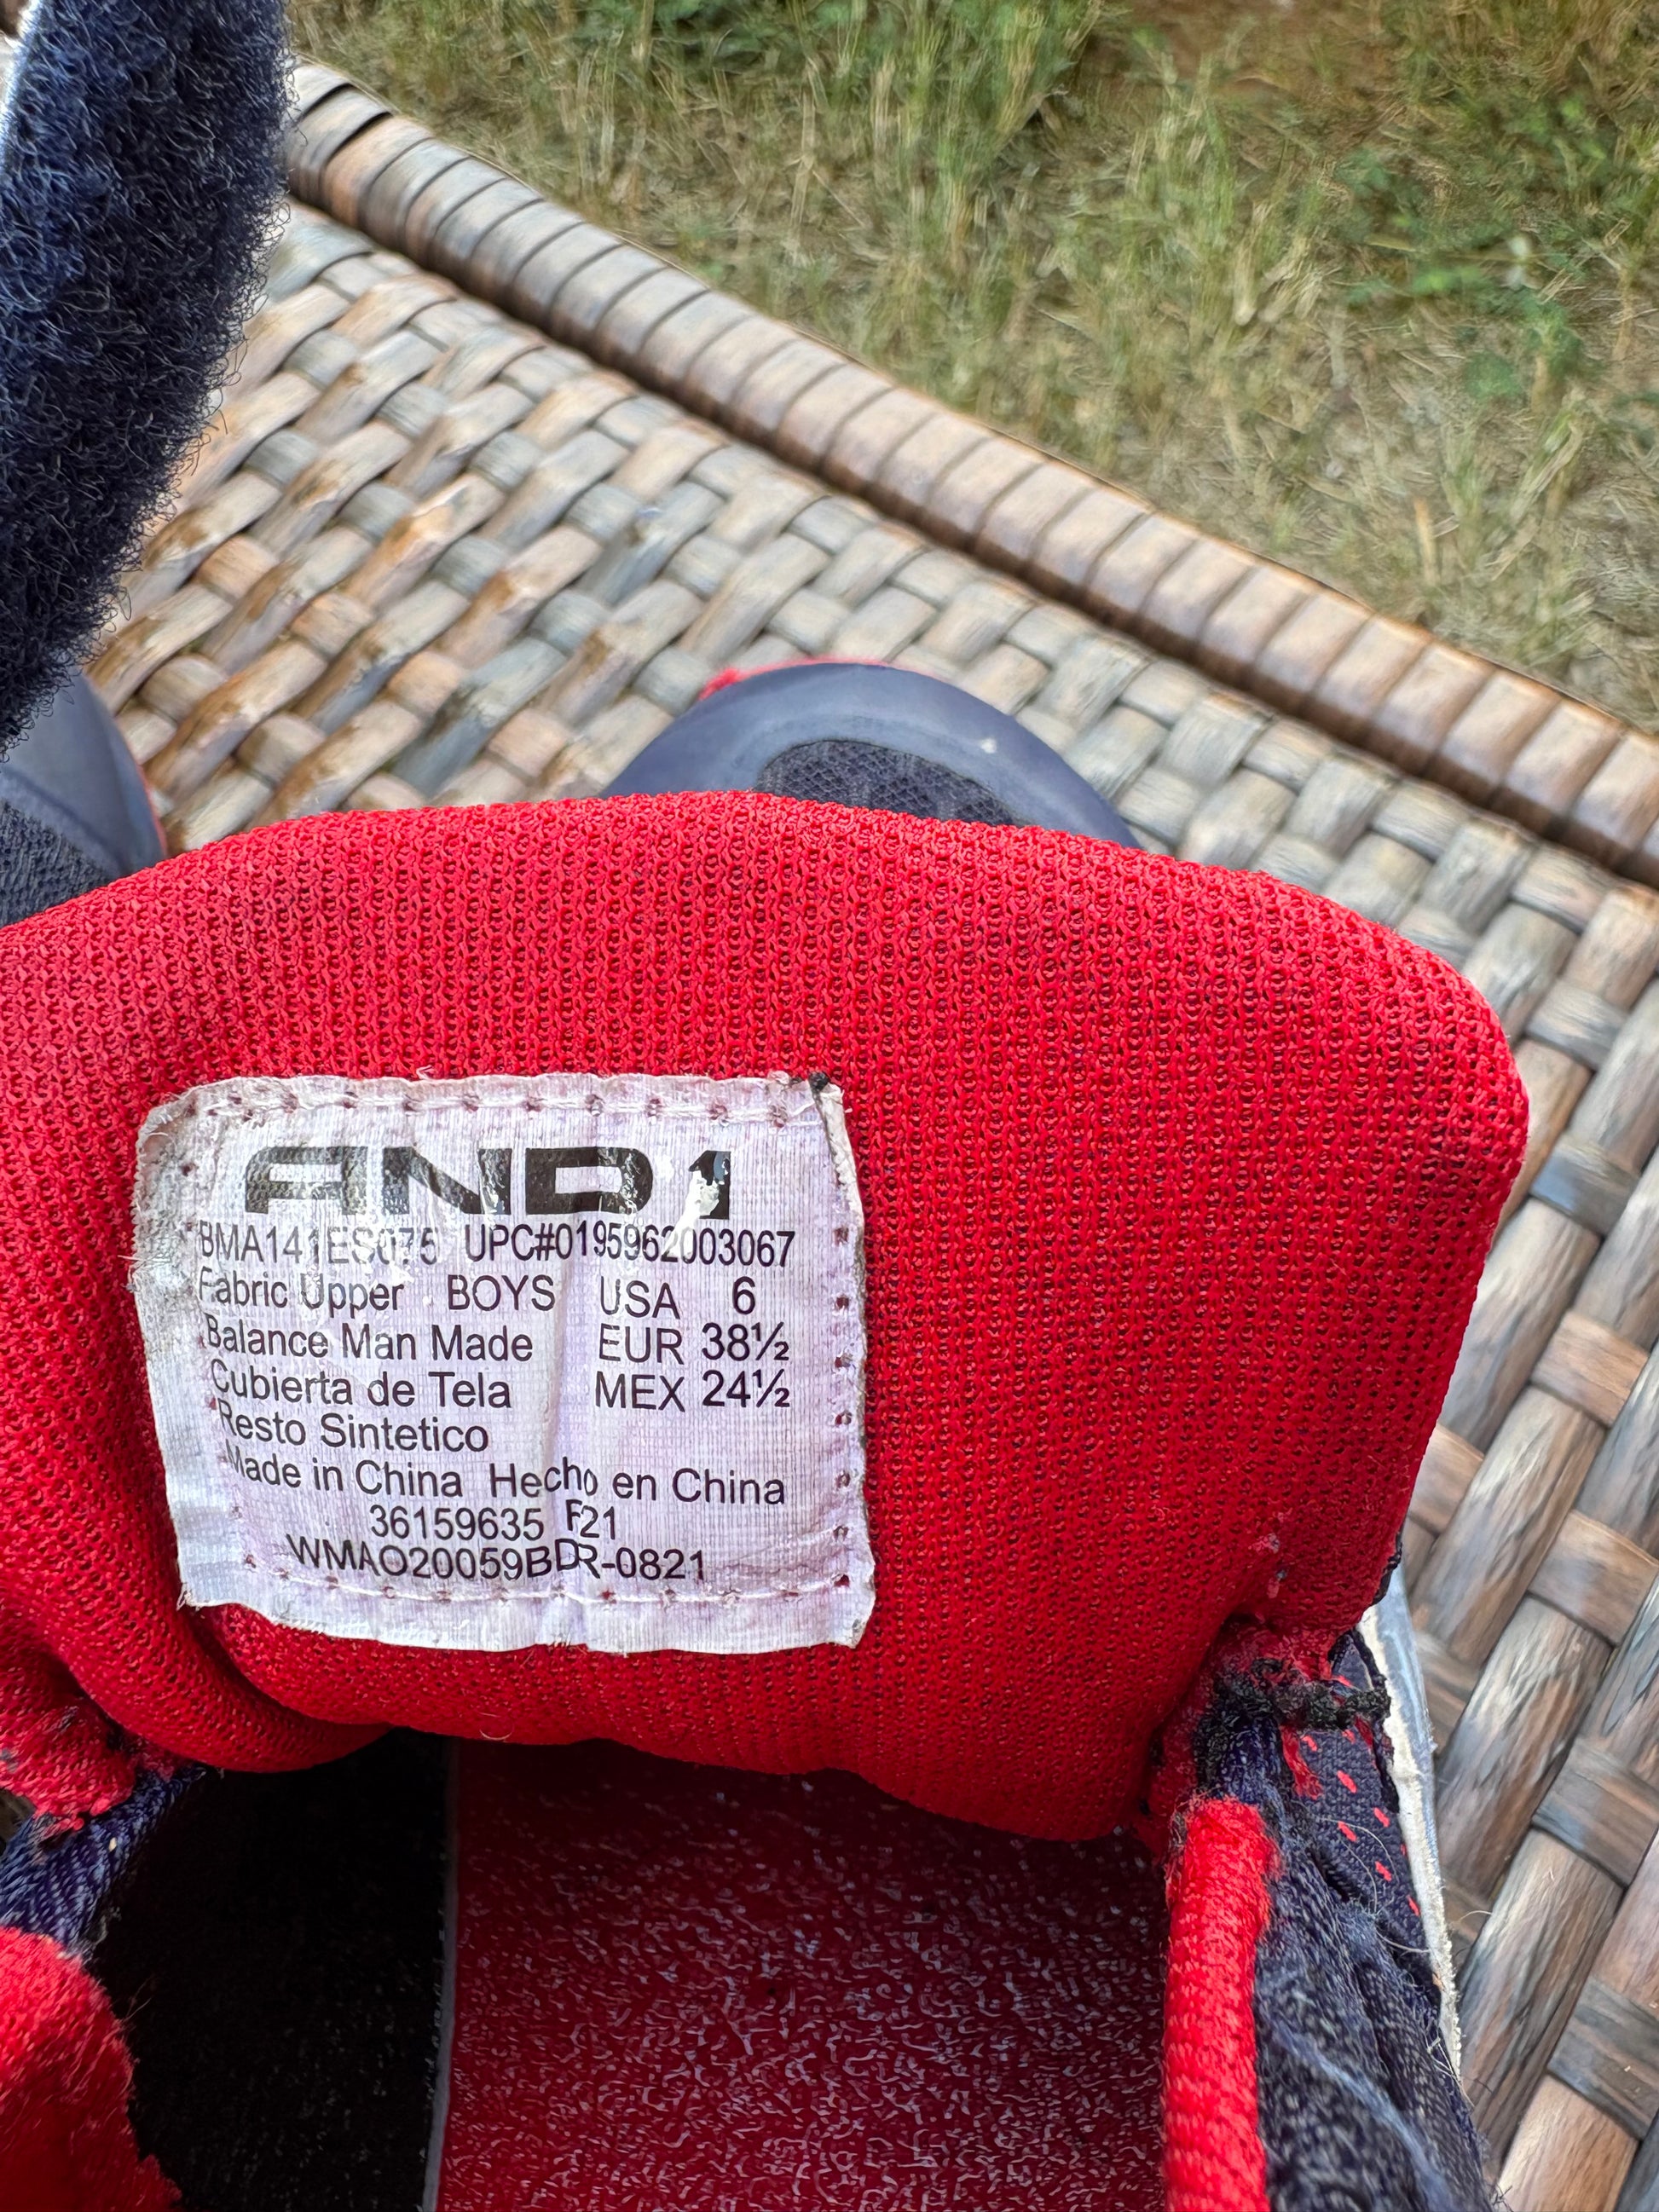 AND1
BMA141ES075 UPC#0195962003067
Fabric Upper BOYS USA 6
Balance Man Made EUR 38½
Cubierta de Tela MEX 24½
Resto Sintetico
Made in China Hecho en China
36159635 F21
WMAO20059BDR-0821